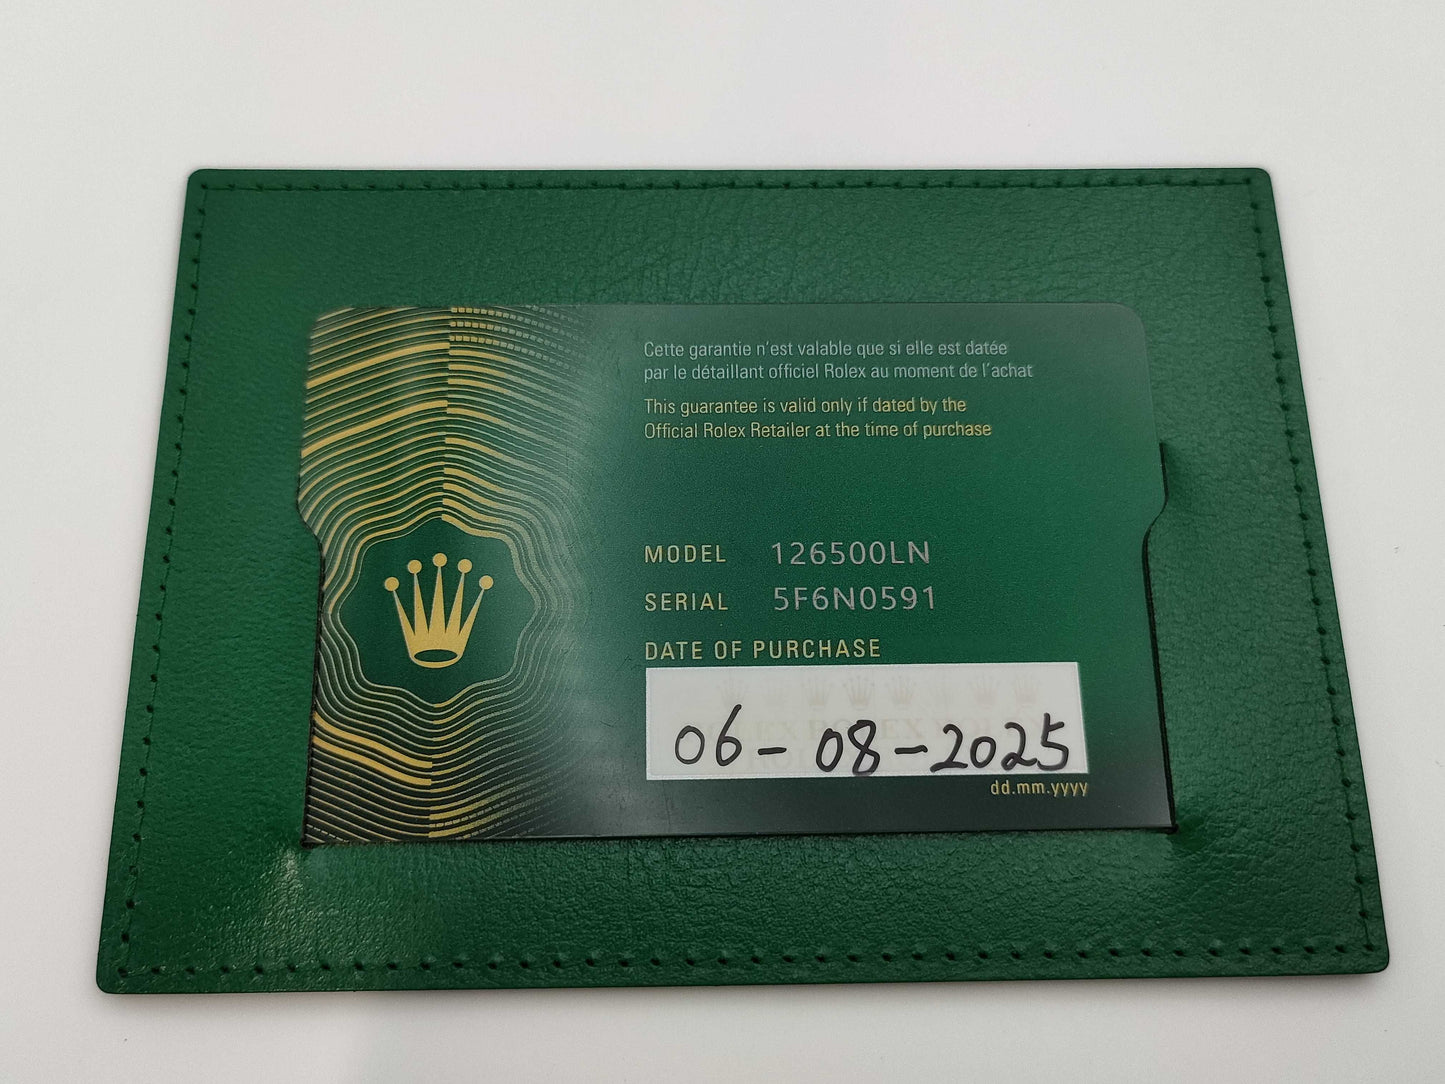 Cette garantie n'est valable que si elle est datée
par le détaillant officiel Rolex au moment de l'achat
This guarantee is valid only if dated by the
Official Rolex Retailer at the time of purchase
MODEL 126500LN
SERIAL 5F6N0591
DATE OF PURCHASE
06-08-2025
dd.mm.yyyy